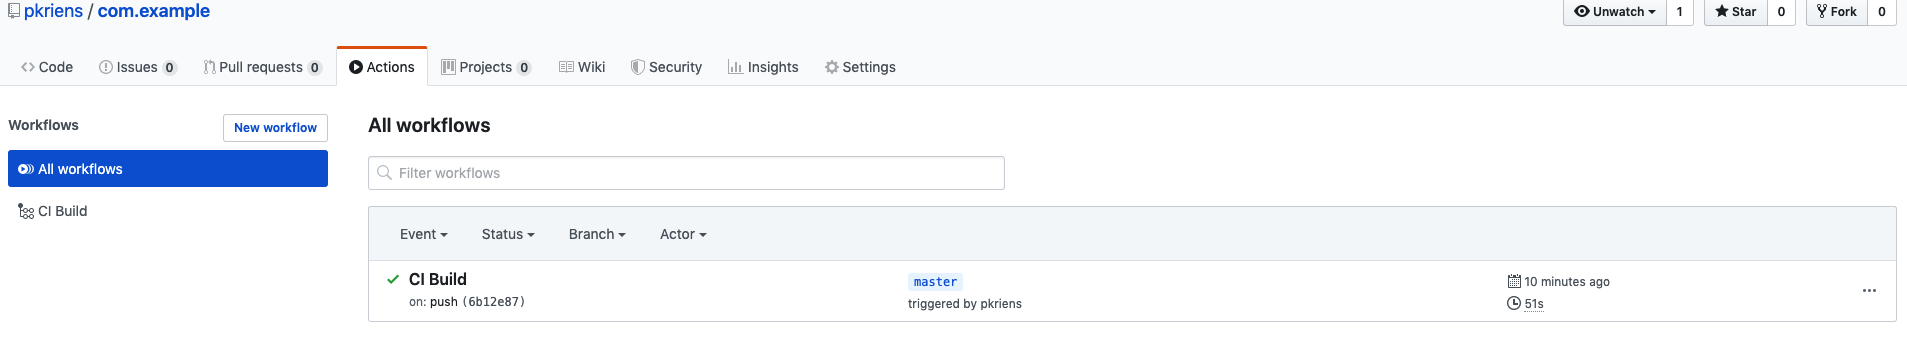 pkriens / com.example
Unwatch 1 Star 0 Fork 0
Code Issues 0 Pull requests 0 Actions Projects 0 Wiki Security Insights Settings
Workflows
New workflow
All workflows
CI Build
All workflows
Filter workflows
Event Status Branch Actor
CI Build
on: push (6b12e87)
master
triggered by pkriens
10 minutes ago
51s